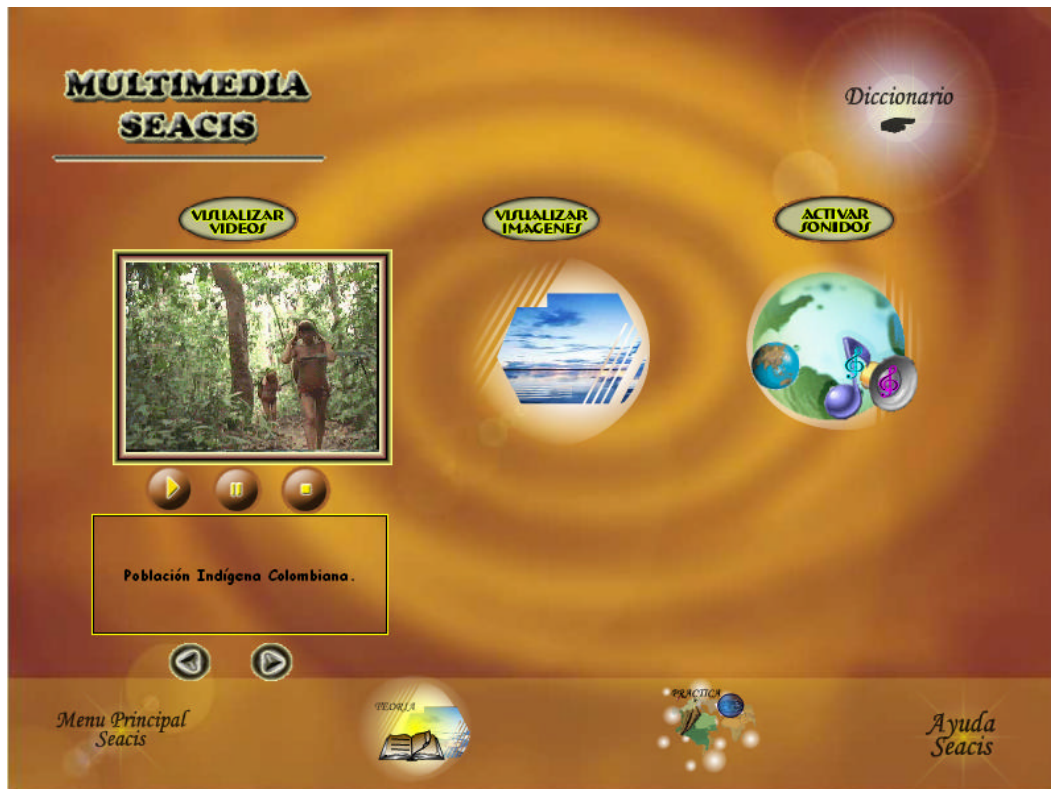 MULTIMEDIA
SEACIS
Diccionario
VISUALIZAR
VIDEOS
VISUALIZAR
IMAGENES
ACTIVAR
SONIDOS
Población Indígena Colombiana.
Menu Principal
Seacis
TEORIA
PRACTICA
Ayuda
Seacis